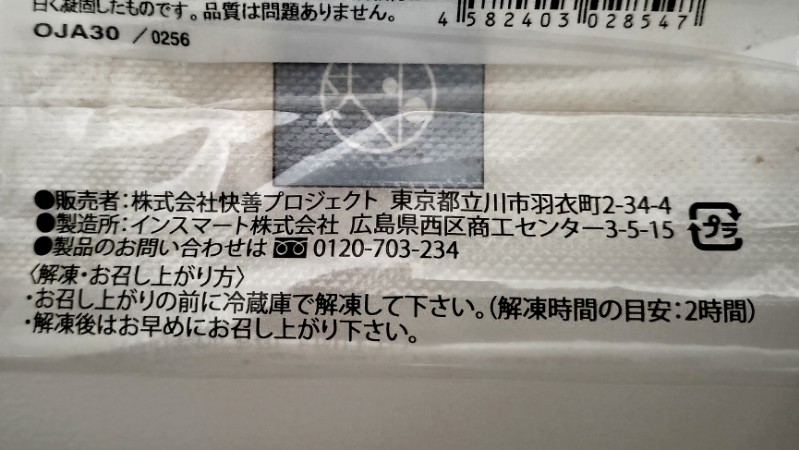 白く凝固したものです。品質は問題ありません。
4 582403 028547
OJA30 /0256
●販売者:株式会社快善プロジェクト 東京都立川市羽衣町2-34-4
●製造所:インスマート株式会社 広島県西区商工センター3-5-15
プラ
●製品のお問い合わせは 0120-703-234
〈解凍・お召し上がり方〉
・お召し上がりの前に冷蔵庫で解凍して下さい。(解凍時間の目安:2時間)
・解凍後はお早めにお召し上がり下さい。